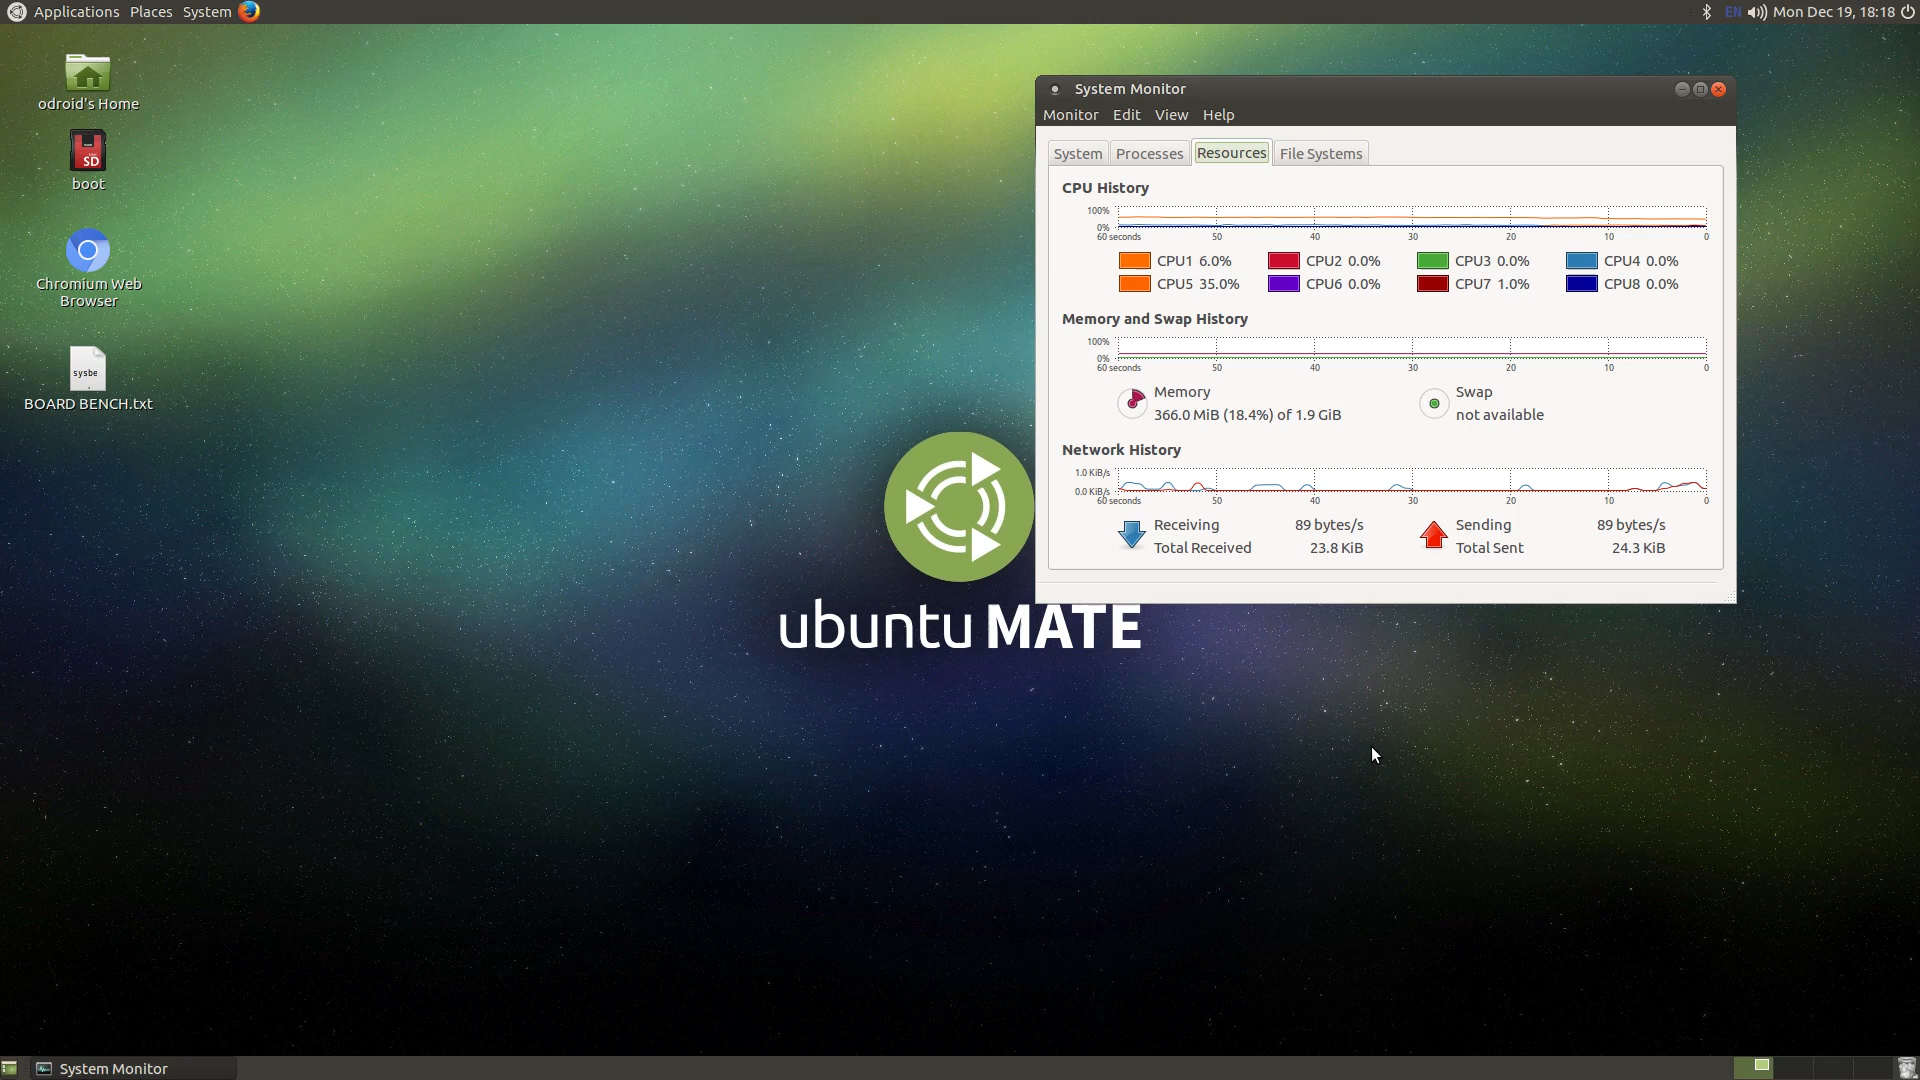 Applications Places System
EN Mon Dec 19, 18:18
odroid's Home
SD
boot
Chromium Web
Browser
sysbe
BOARD BENCH.txt
System Monitor
Monitor Edit View Help
System Processes Resources File Systems
CPU History
100%
0%
60 seconds 50 40 30 20 10 0
CPU1 6.0% CPU2 0.0% CPU3 0.0% CPU4 0.0%
CPU5 35.0% CPU6 0.0% CPU7 1.0% CPU8 0.0%
Memory and Swap History
100%
0%
60 seconds 50 40 30 20 10 0
Memory
366.0 MiB (18.4%) of 1.9 GiB
Swap
not available
Network History
1.0 KiB/s
0.0 KiB/s
60 seconds 50 40 30 20 10 0
Receiving 89 bytes/s Sending 89 bytes/s
Total Received 23.8 KiB Total Sent 24.3 KiB
ubuntu MATE
System Monitor